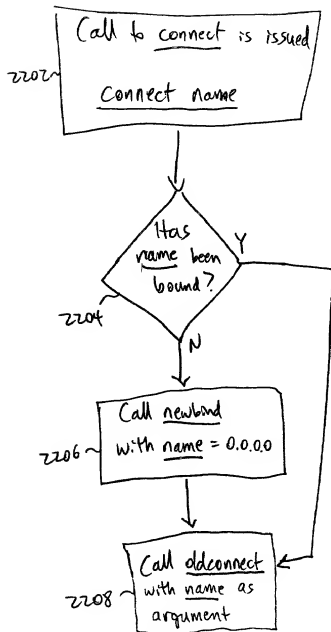 Call to connect is issued
2202
Connect name
Has
name been
bound?
Y
2204
N
Call newbind
with name = 0.0.0.0
2206
Call oldconnect
with name as
2208
argument